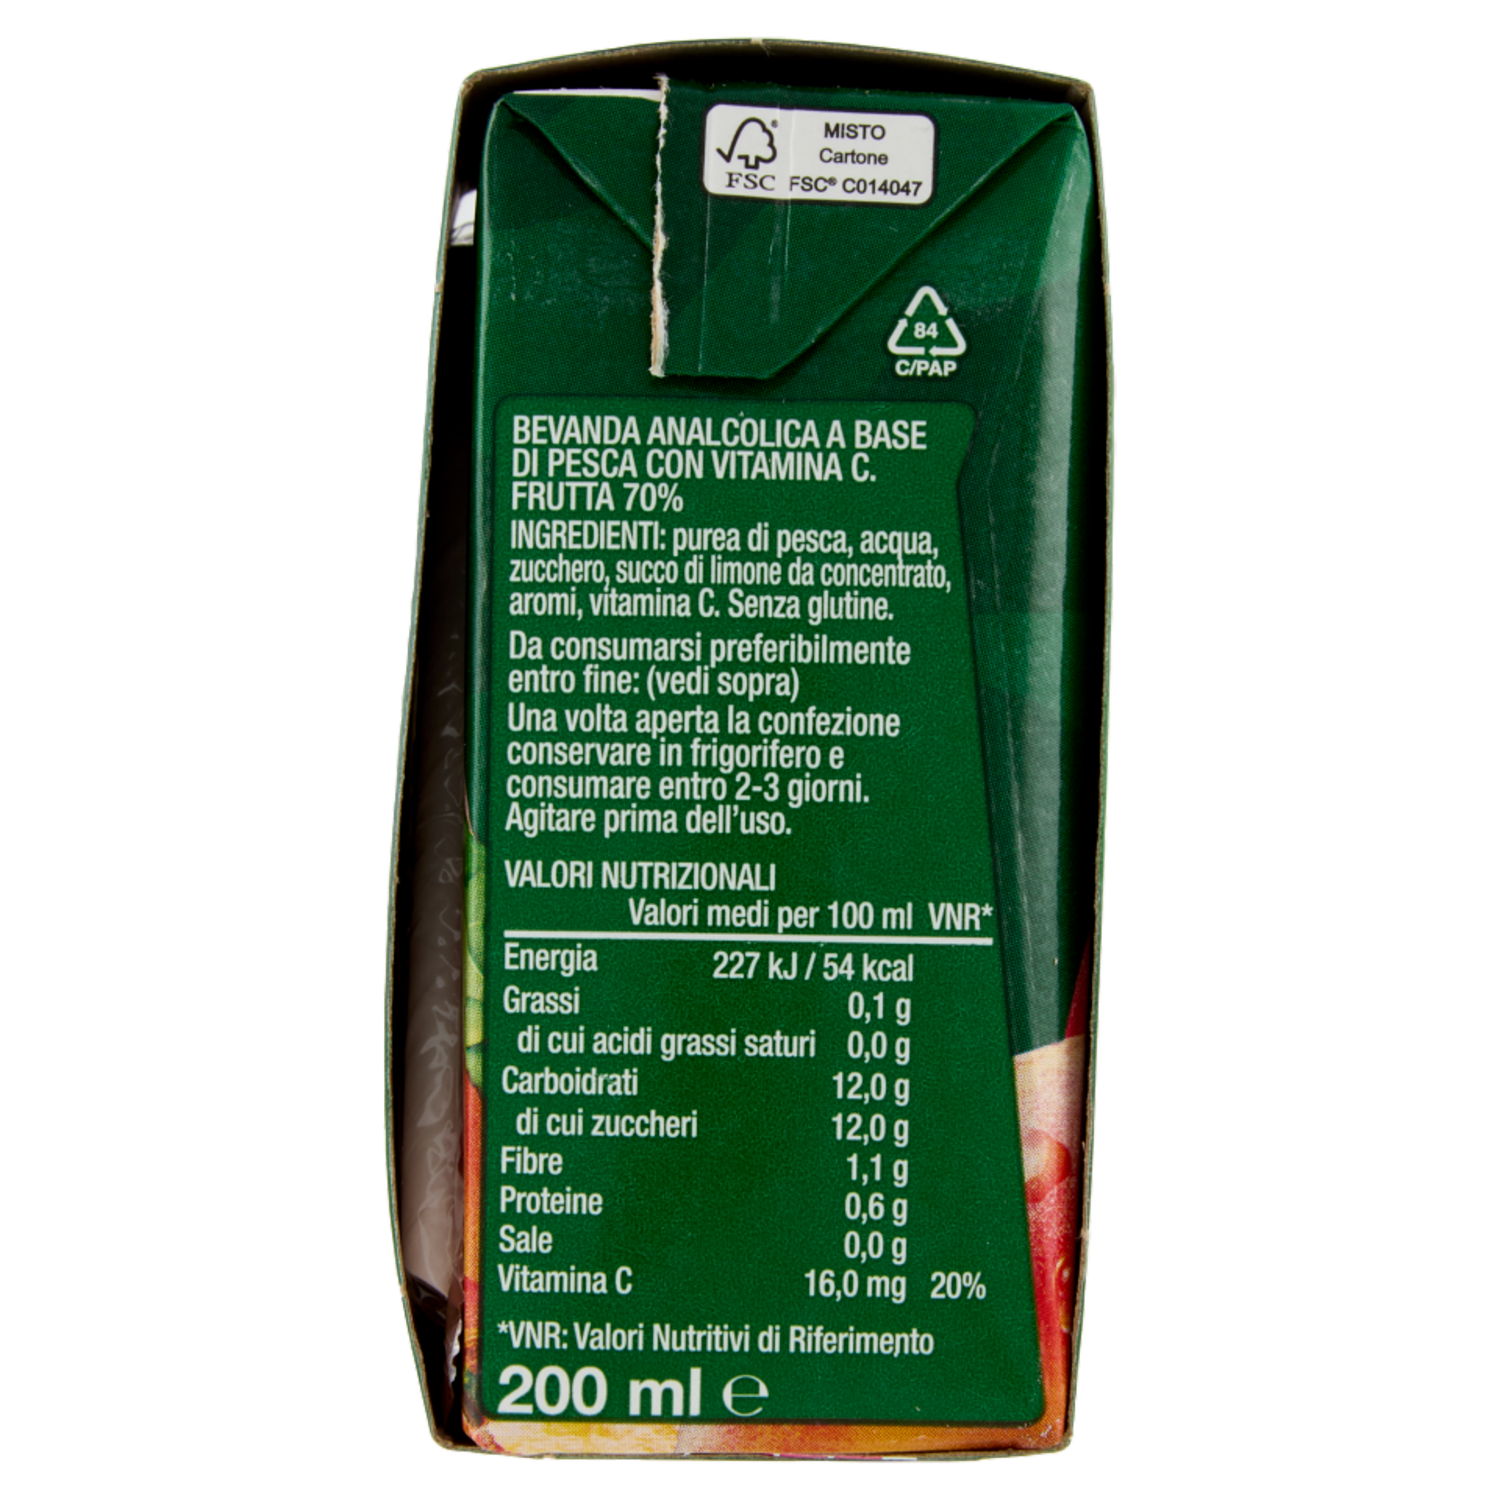 MISTO
Cartone
FSC FSC® C014047
84
C/PAP
BEVANDA ANALCOLICA A BASE
DI PESCA CON VITAMINA C.
FRUTTA 70%
INGREDIENTI: purea di pesca, acqua,
zucchero, succo di limone da concentrato,
aromi, vitamina C. Senza glutine.
Da consumarsi preferibilmente
entro fine: (vedi sopra)
Una volta aperta la confezione
conservare in frigorifero e
consumare entro 2-3 giorni.
Agitare prima dell'uso.
VALORI NUTRIZIONALI
Valori medi per 100 ml VNR*
Energia 227 kJ / 54 kcal
Grassi 0,1 g
di cui acidi grassi saturi 0,0 g
Carboidrati 12,0 g
di cui zuccheri 12,0 g
Fibre 1,1 g
Proteine 0,6 g
Sale 0,0 g
Vitamina C 16,0 mg 20%
*VNR: Valori Nutritivi di Riferimento
200 ml ℮